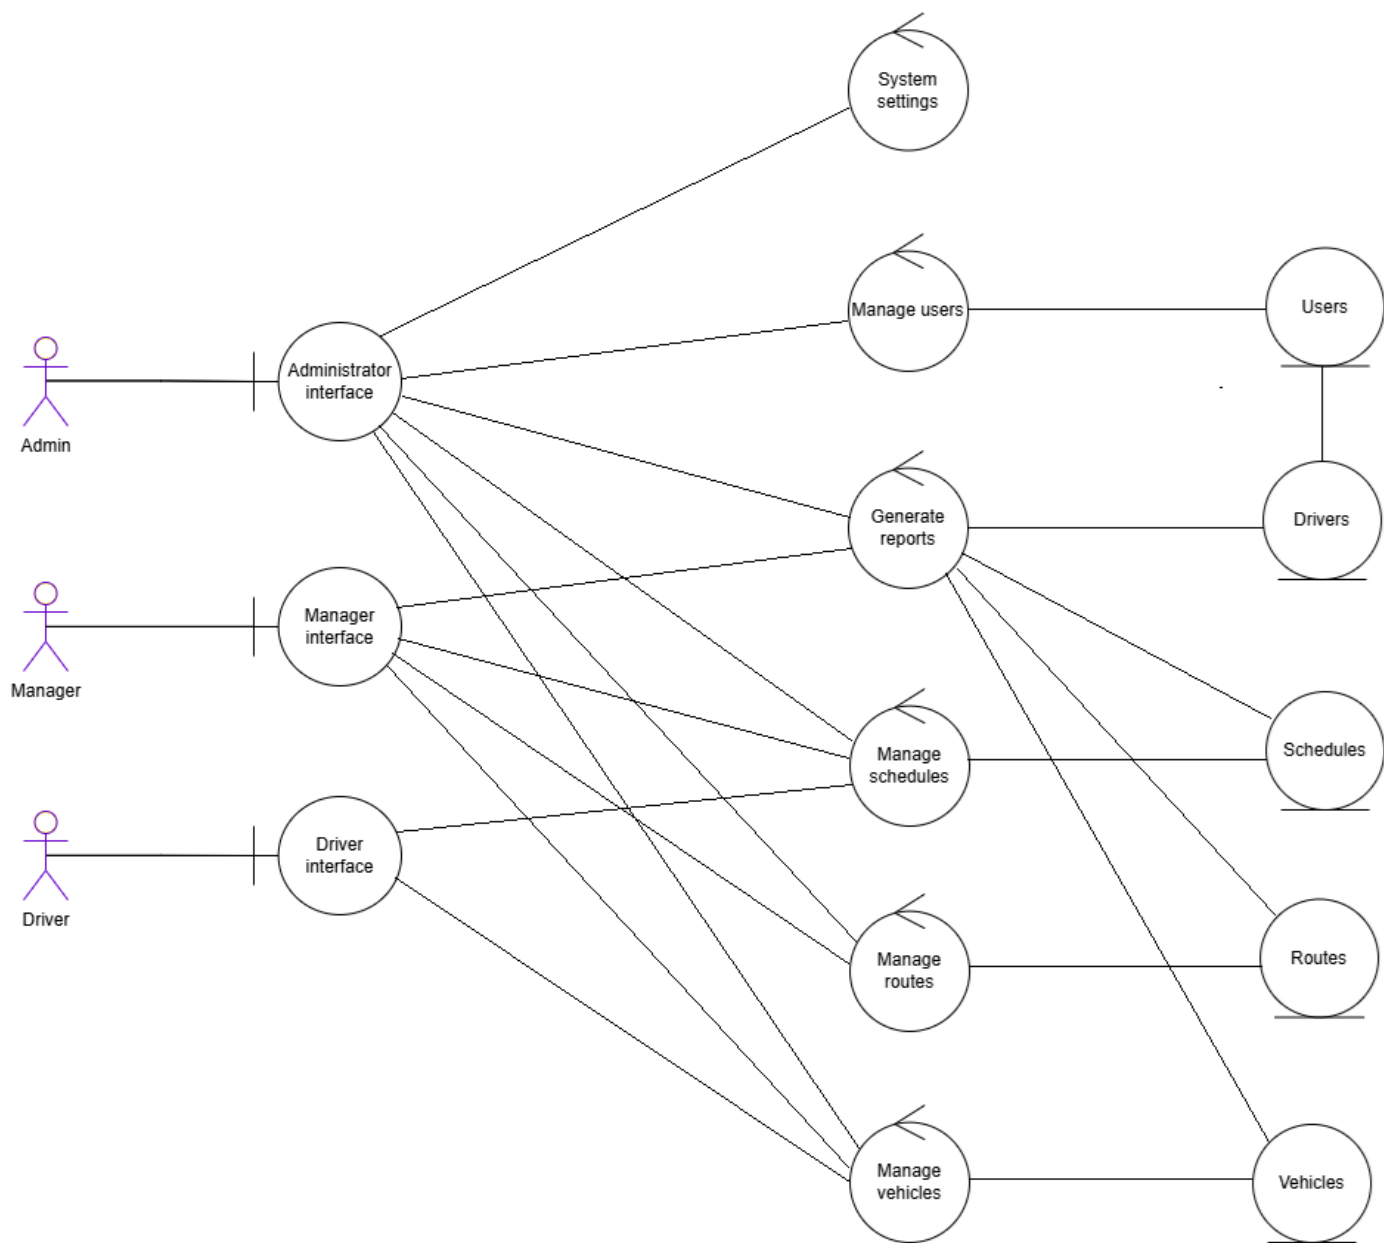 System
settings
Manage users
Users
Administrator
interface
Admin
Generate
reports
Drivers
Manager
interface
Manager
Manage
schedules
Schedules
Driver
interface
Driver
Manage
routes
Routes
Manage
vehicles
Vehicles